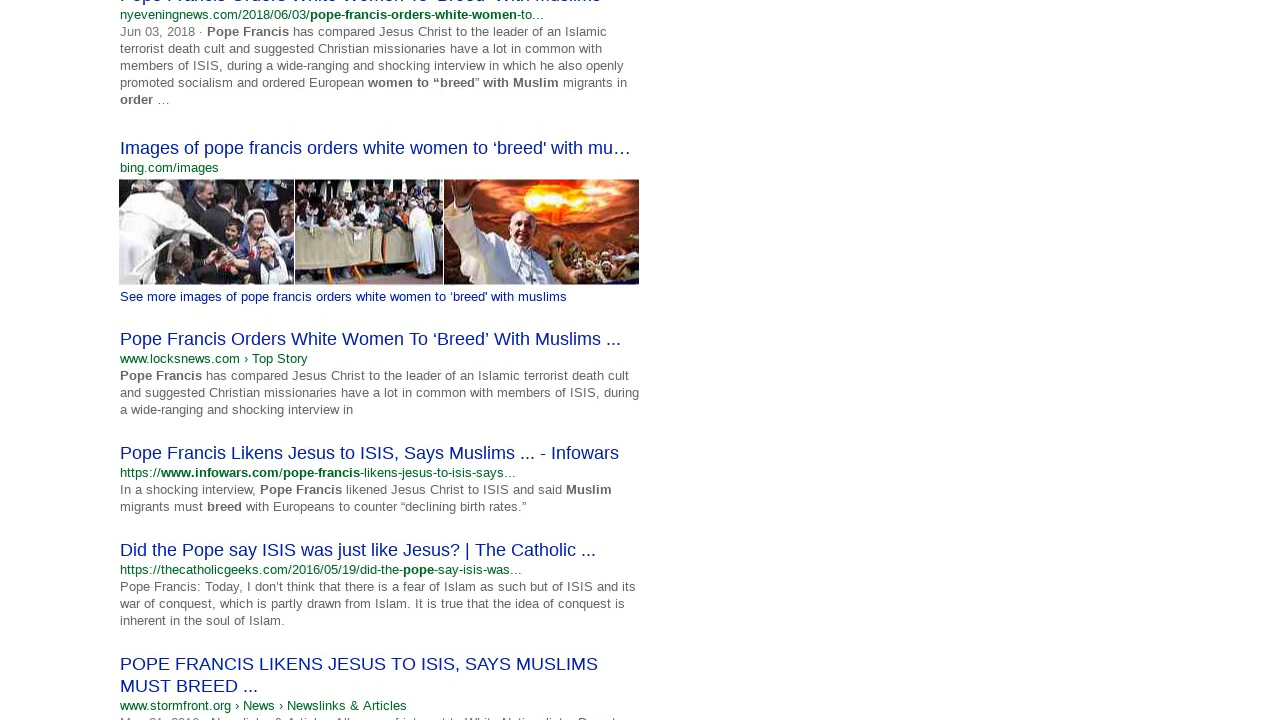 Pope Francis Orders White Women To ‘Breed’ With Muslims
nyeveningnews.com/2018/06/03/pope-francis-orders-white-women-to...
Jun 03, 2018 · Pope Francis has compared Jesus Christ to the leader of an Islamic
terrorist death cult and suggested Christian missionaries have a lot in common with
members of ISIS, during a wide-ranging and shocking interview in which he also openly
promoted socialism and ordered European women to “breed” with Muslim migrants in
order …
Images of pope francis orders white women to ‘breed' with mu…
bing.com/images
See more images of pope francis orders white women to ‘breed' with muslims
Pope Francis Orders White Women To ‘Breed’ With Muslims ...
www.locksnews.com › Top Story
Pope Francis has compared Jesus Christ to the leader of an Islamic terrorist death cult
and suggested Christian missionaries have a lot in common with members of ISIS, during
a wide-ranging and shocking interview in
Pope Francis Likens Jesus to ISIS, Says Muslims ... - Infowars
https://www.infowars.com/pope-francis-likens-jesus-to-isis-says...
In a shocking interview, Pope Francis likened Jesus Christ to ISIS and said Muslim
migrants must breed with Europeans to counter “declining birth rates.”
Did the Pope say ISIS was just like Jesus? | The Catholic ...
https://thecatholicgeeks.com/2016/05/19/did-the-pope-say-isis-was...
Pope Francis: Today, I don’t think that there is a fear of Islam as such but of ISIS and its
war of conquest, which is partly drawn from Islam. It is true that the idea of conquest is
inherent in the soul of Islam.
POPE FRANCIS LIKENS JESUS TO ISIS, SAYS MUSLIMS
MUST BREED ...
www.stormfront.org › News › Newslinks & Articles